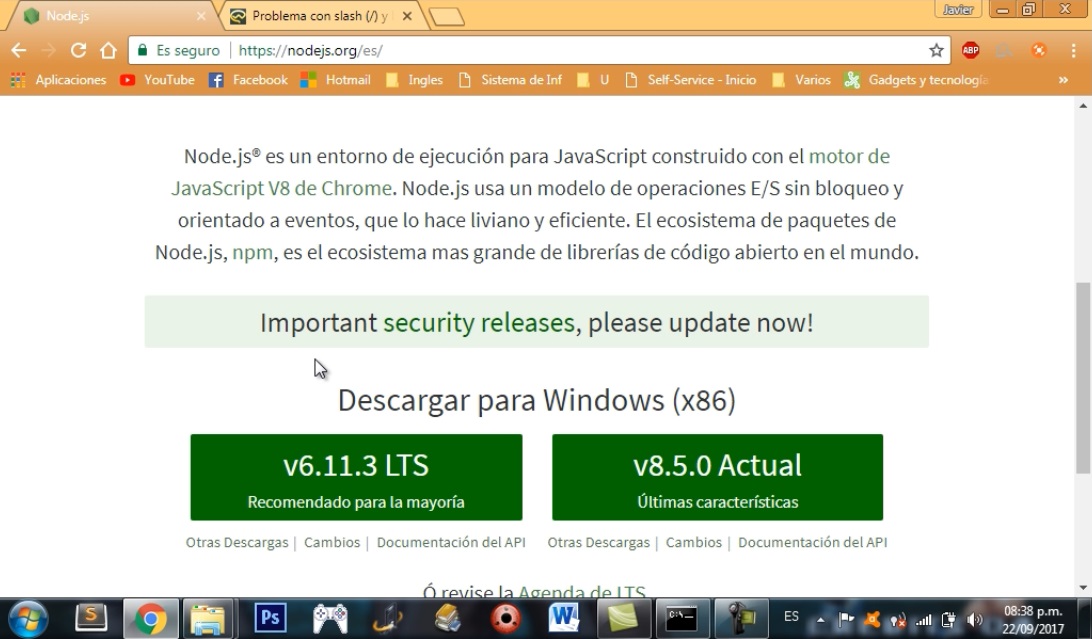 Node.js
Problema con slash (/) y
Javier
Es seguro
https://nodejs.org/es/
ABP
Aplicaciones
YouTube
Facebook
Hotmail
Ingles
Sistema de Inf
U
Self-Service - Inicio
Varios
Gadgets y tecnología
»
Node.js® es un entorno de ejecución para JavaScript construido con el motor de
JavaScript V8 de Chrome. Node.js usa un modelo de operaciones E/S sin bloqueo y
orientado a eventos, que lo hace liviano y eficiente. El ecosistema de paquetes de
Node.js, npm, es el ecosistema mas grande de librerías de código abierto en el mundo.
Important security releases, please update now!
Descargar para Windows (x86)
v6.11.3 LTS
Recomendado para la mayoría
v8.5.0 Actual
Últimas características
Otras Descargas | Cambios | Documentación del API
Otras Descargas | Cambios | Documentación del API
Ó revise la Agenda de LTS.
S
Ps
W
C:\
ES
08:38 p.m.
22/09/2017